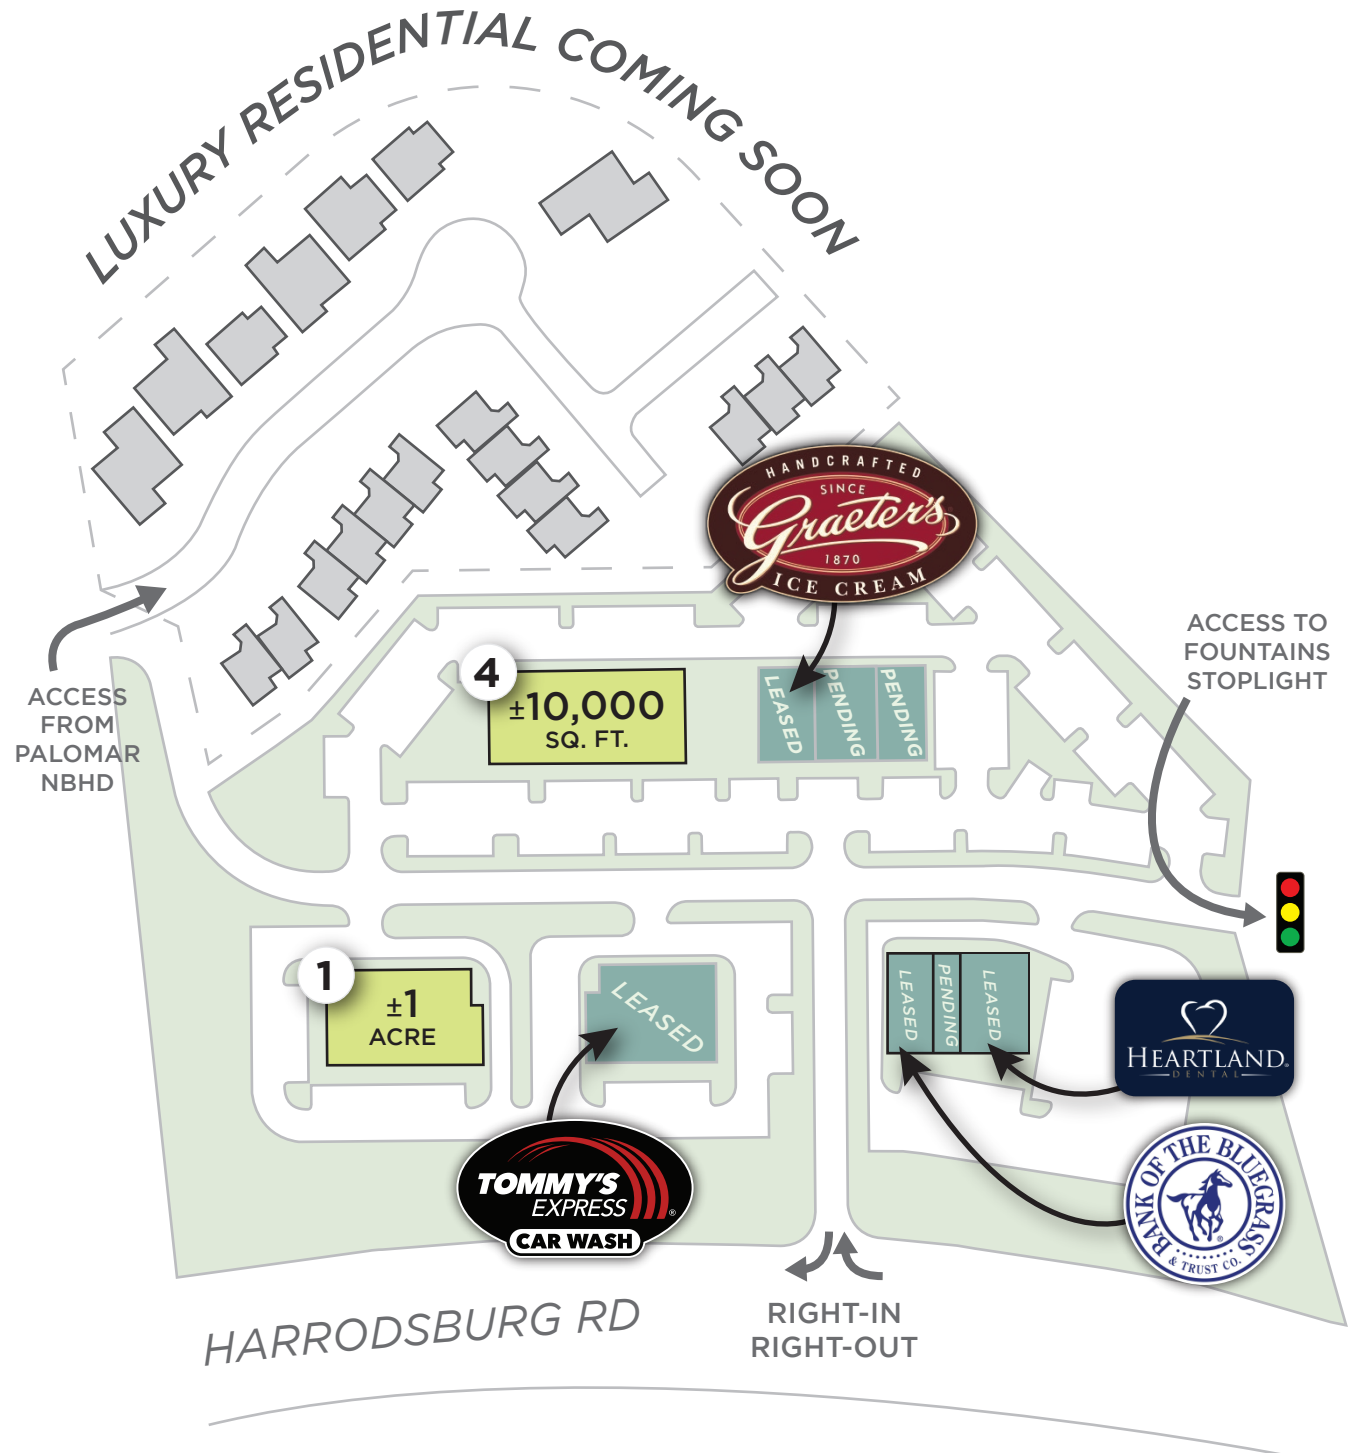 LUXURY RESIDENTIAL COMING SOON
HANDCRAFTED
SINCE
Graeter's
1870
ICE CREAM
ACCESS TO
FOUNTAINS
STOPLIGHT
ACCESS
FROM
PALOMAR
NBHD
4
±10,000
SQ. FT.
LEASED
PENDING
PENDING
1
±1
ACRE
LEASED
LEASED
PENDING
LEASED
HEARTLAND®
DENTAL
TOMMY'S
EXPRESS®
CAR WASH
BANK OF THE BLUEGRASS
& TRUST CO.
®
HARRODSBURG RD
RIGHT-IN
RIGHT-OUT